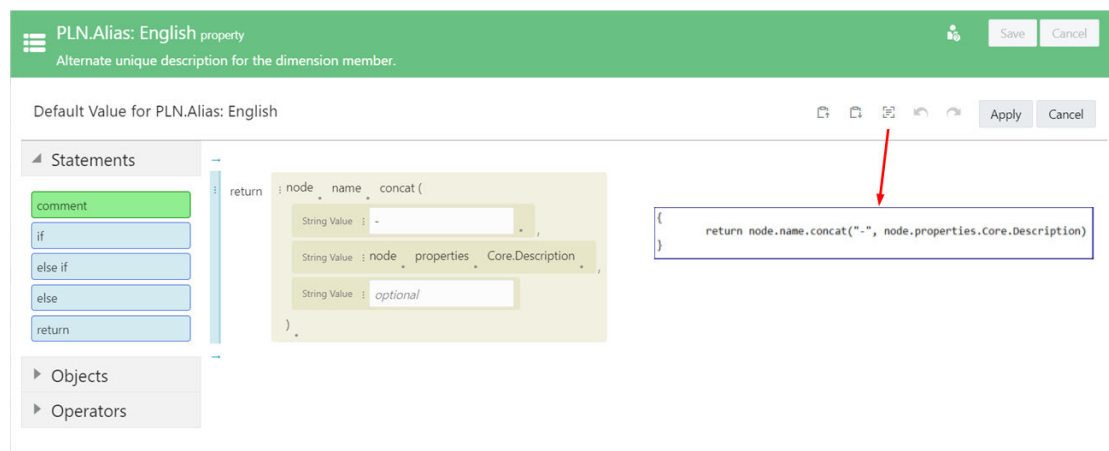 PLN.Alias: English property
Save
Cancel
Alternate unique description for the dimension member.
Default Value for PLN.Alias: English
Apply
Cancel
Statements
comment
if
else if
else
return
Objects
Operators
return
node . name . concat (
String Value : - . ,
String Value : node . properties . Core.Description . ,
String Value : optional
) .
{
return node.name.concat("-", node.properties.Core.Description)
}